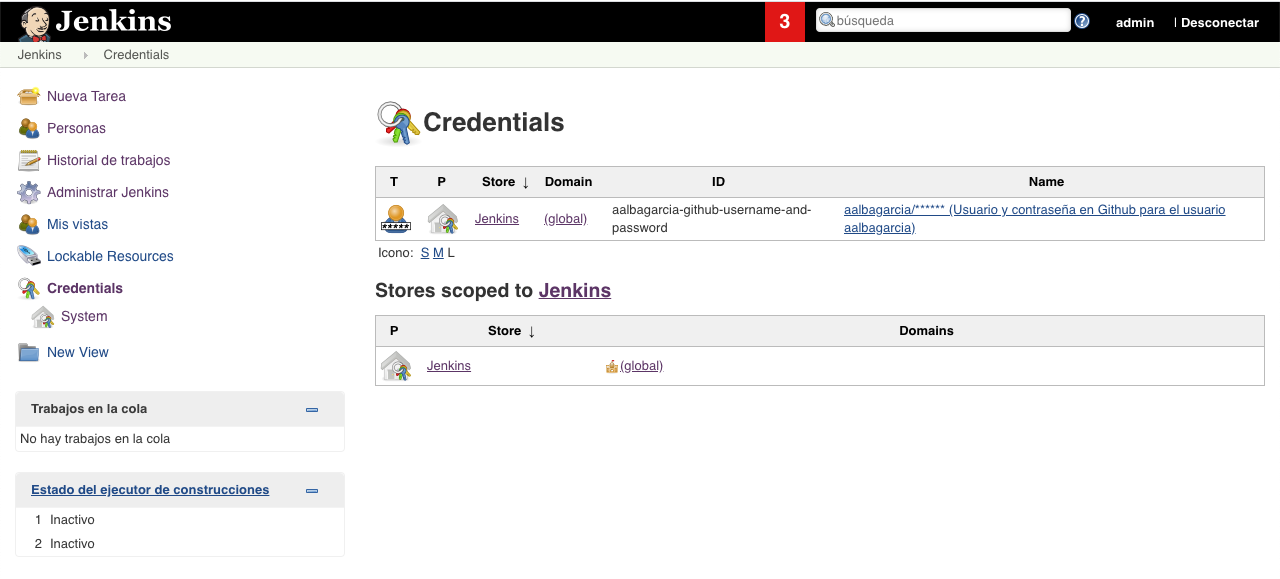 Jenkins
3
búsqueda
admin
| Desconectar
Jenkins
Credentials
Nueva Tarea
Personas
Historial de trabajos
Administrar Jenkins
Mis vistas
Lockable Resources
Credentials
System
New View
Trabajos en la cola
No hay trabajos en la cola
Estado del ejecutor de construcciones
1 Inactivo
2 Inactivo
Credentials
T P Store ↓ Domain ID Name
Jenkins (global) aalbagarcia-github-username-and-
password
aalbagarcia/****** (Usuario y contraseña en Github para el usuario
aalbagarcia)
Icono: S M L
Stores scoped to Jenkins
P Store ↓ Domains
Jenkins (global)